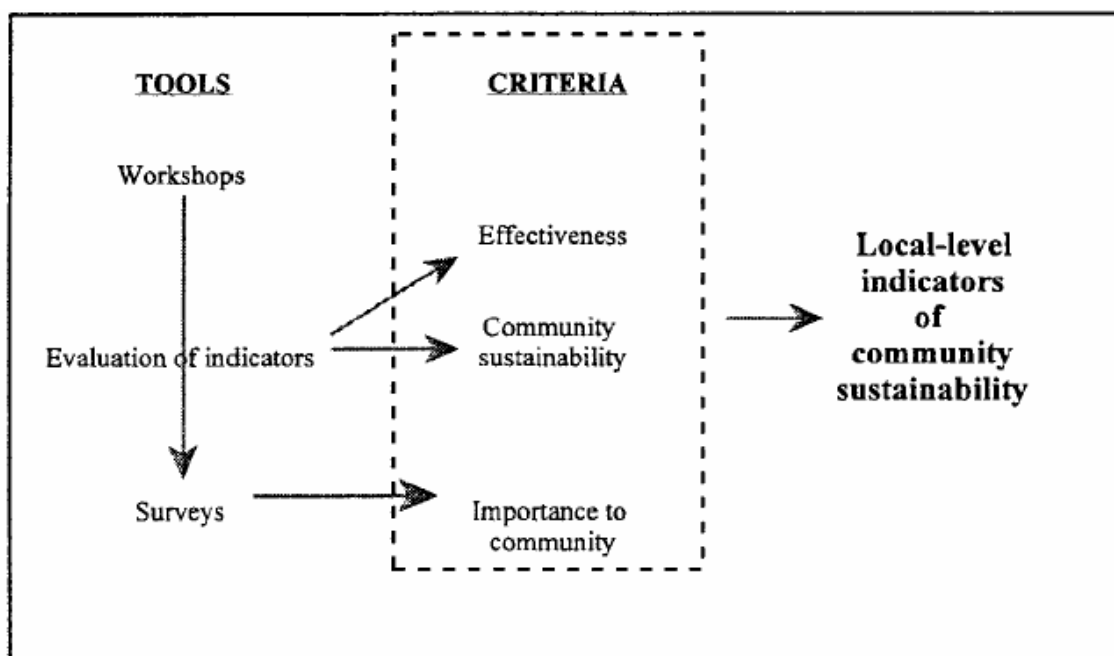 TOOLS
CRITERIA
Workshops
Effectiveness
Evaluation of indicators
Community
sustainability
Surveys
Importance to
community
Local-level
indicators
of
community
sustainability